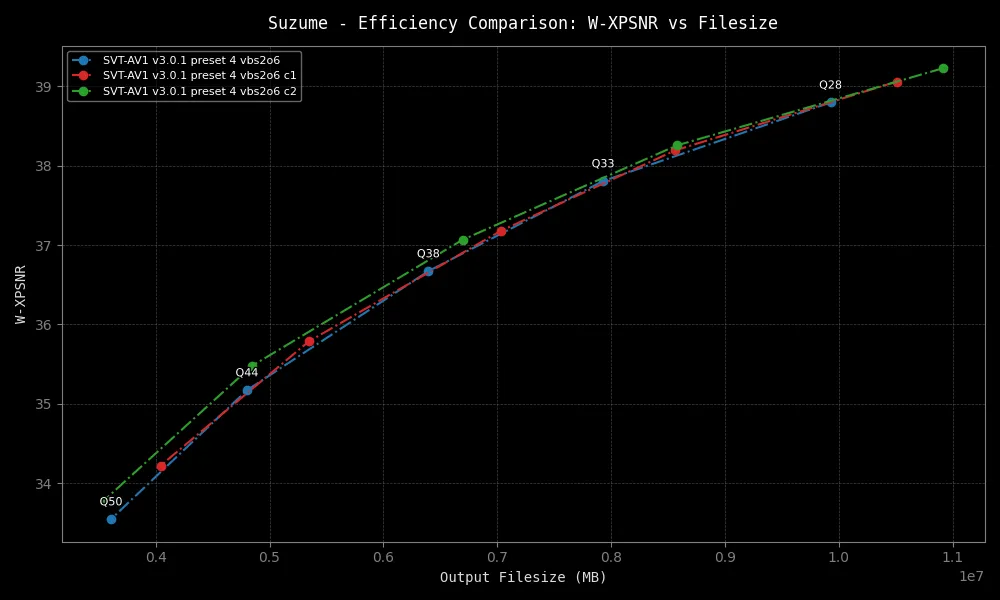 Suzume - Efficiency Comparison: W-XPSNR vs Filesize
SVT-AV1 v3.0.1 preset 4 vbs2o6
SVT-AV1 v3.0.1 preset 4 vbs2o6 c1
SVT-AV1 v3.0.1 preset 4 vbs2o6 c2
Q28
39
38
Q33
37
Q38
W-XPSNR
36
Q44
35
34
Q50
0.4 0.5 0.6 0.7 0.8 0.9 1.0 1.1
1e7
Output Filesize (MB)